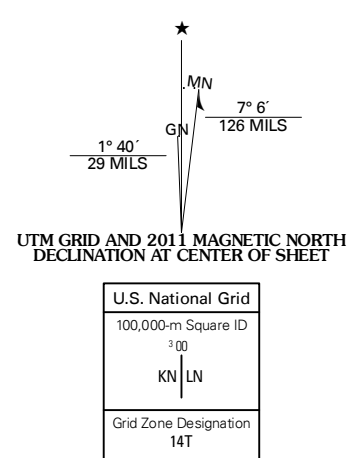 MN
GN
7° 6´
126 MILS
1° 40´
29 MILS
UTM GRID AND 2011 MAGNETIC NORTH
DECLINATION AT CENTER OF SHEET
U.S. National Grid
100,000-m Square ID
³00
KN LN
Grid Zone Designation
14T